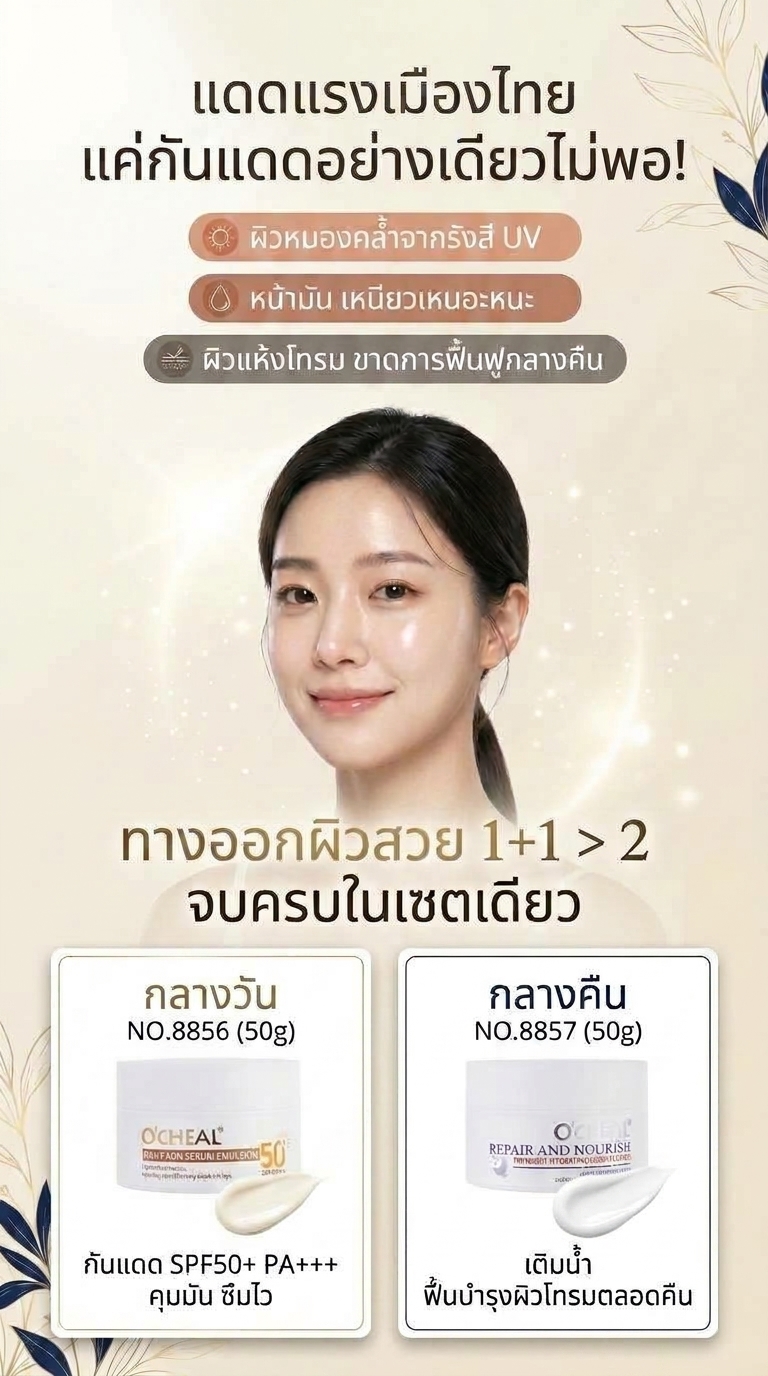 แดดแรงเมืองไทย
แค่กันแดดอย่างเดียวไม่พอ!
ผิวหมองคล้ำจากรังสี UV
หน้ามัน เหนียวเหนอะหนะ
ผิวแห้งโทรม ขาดการฟื้นฟูกลางคืน
ทางออกผิวสวย 1+1 > 2
จบครบในเซตเดียว
กลางวัน
NO.8856 (50g)
O'CHEAL
SERUM EMULSION 50+
กันแดด SPF50+ PA+++
คุมมัน ซึมไว
กลางคืน
NO.8857 (50g)
O'CHEAL
REPAIR AND NOURISH
เติมน้ำ
ฟื้นบำรุงผิวโทรมตลอดคืน